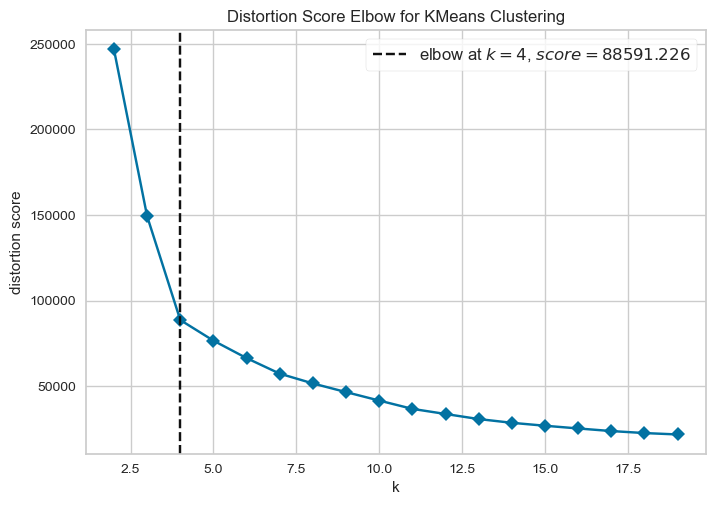 Distortion Score Elbow for KMeans Clustering
elbow at k = 4, score = 88591.226
250000
200000
150000
100000
50000
distortion score
2.5 5.0 7.5 10.0 12.5 15.0 17.5
k